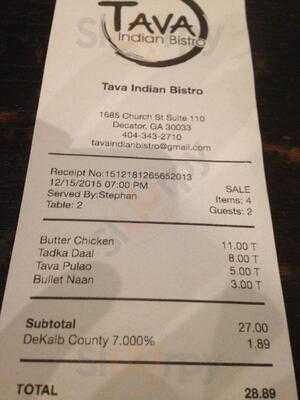 TAVA
Indian Bistro
Tava Indian Bistro
1685 Church St Suite 110
Decator, GA 30033
404-343-2710
tavaindianbistro@gmail.com
Receipt No:1512181265652013
12/15/2015 07:00 PM SALE
Served By:Stephan Items: 4
Table: 2 Guests: 2
Butter Chicken 11.00 T
Tadka Daal 8.00 T
Tava Pulao 5.00 T
Bullet Naan 3.00 T
Subtotal 27.00
DeKalb County 7.000% 1.89
TOTAL 28.89